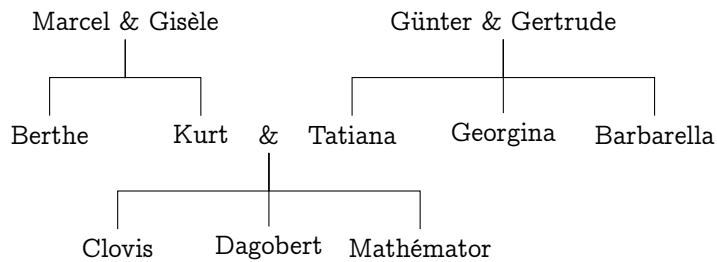 Marcel & Gisèle Günter & Gertrude
Berthe Kurt & Tatiana Georgina Barbarella
Clovis Dagobert Mathémator